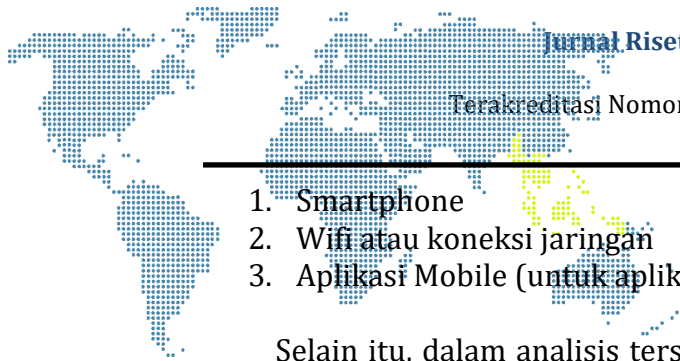 Jurnal Riset
Terakreditasi Nomor
1. Smartphone
2. Wifi atau koneksi jaringan
3. Aplikasi Mobile (untuk aplik
Selain itu, dalam analisis ters